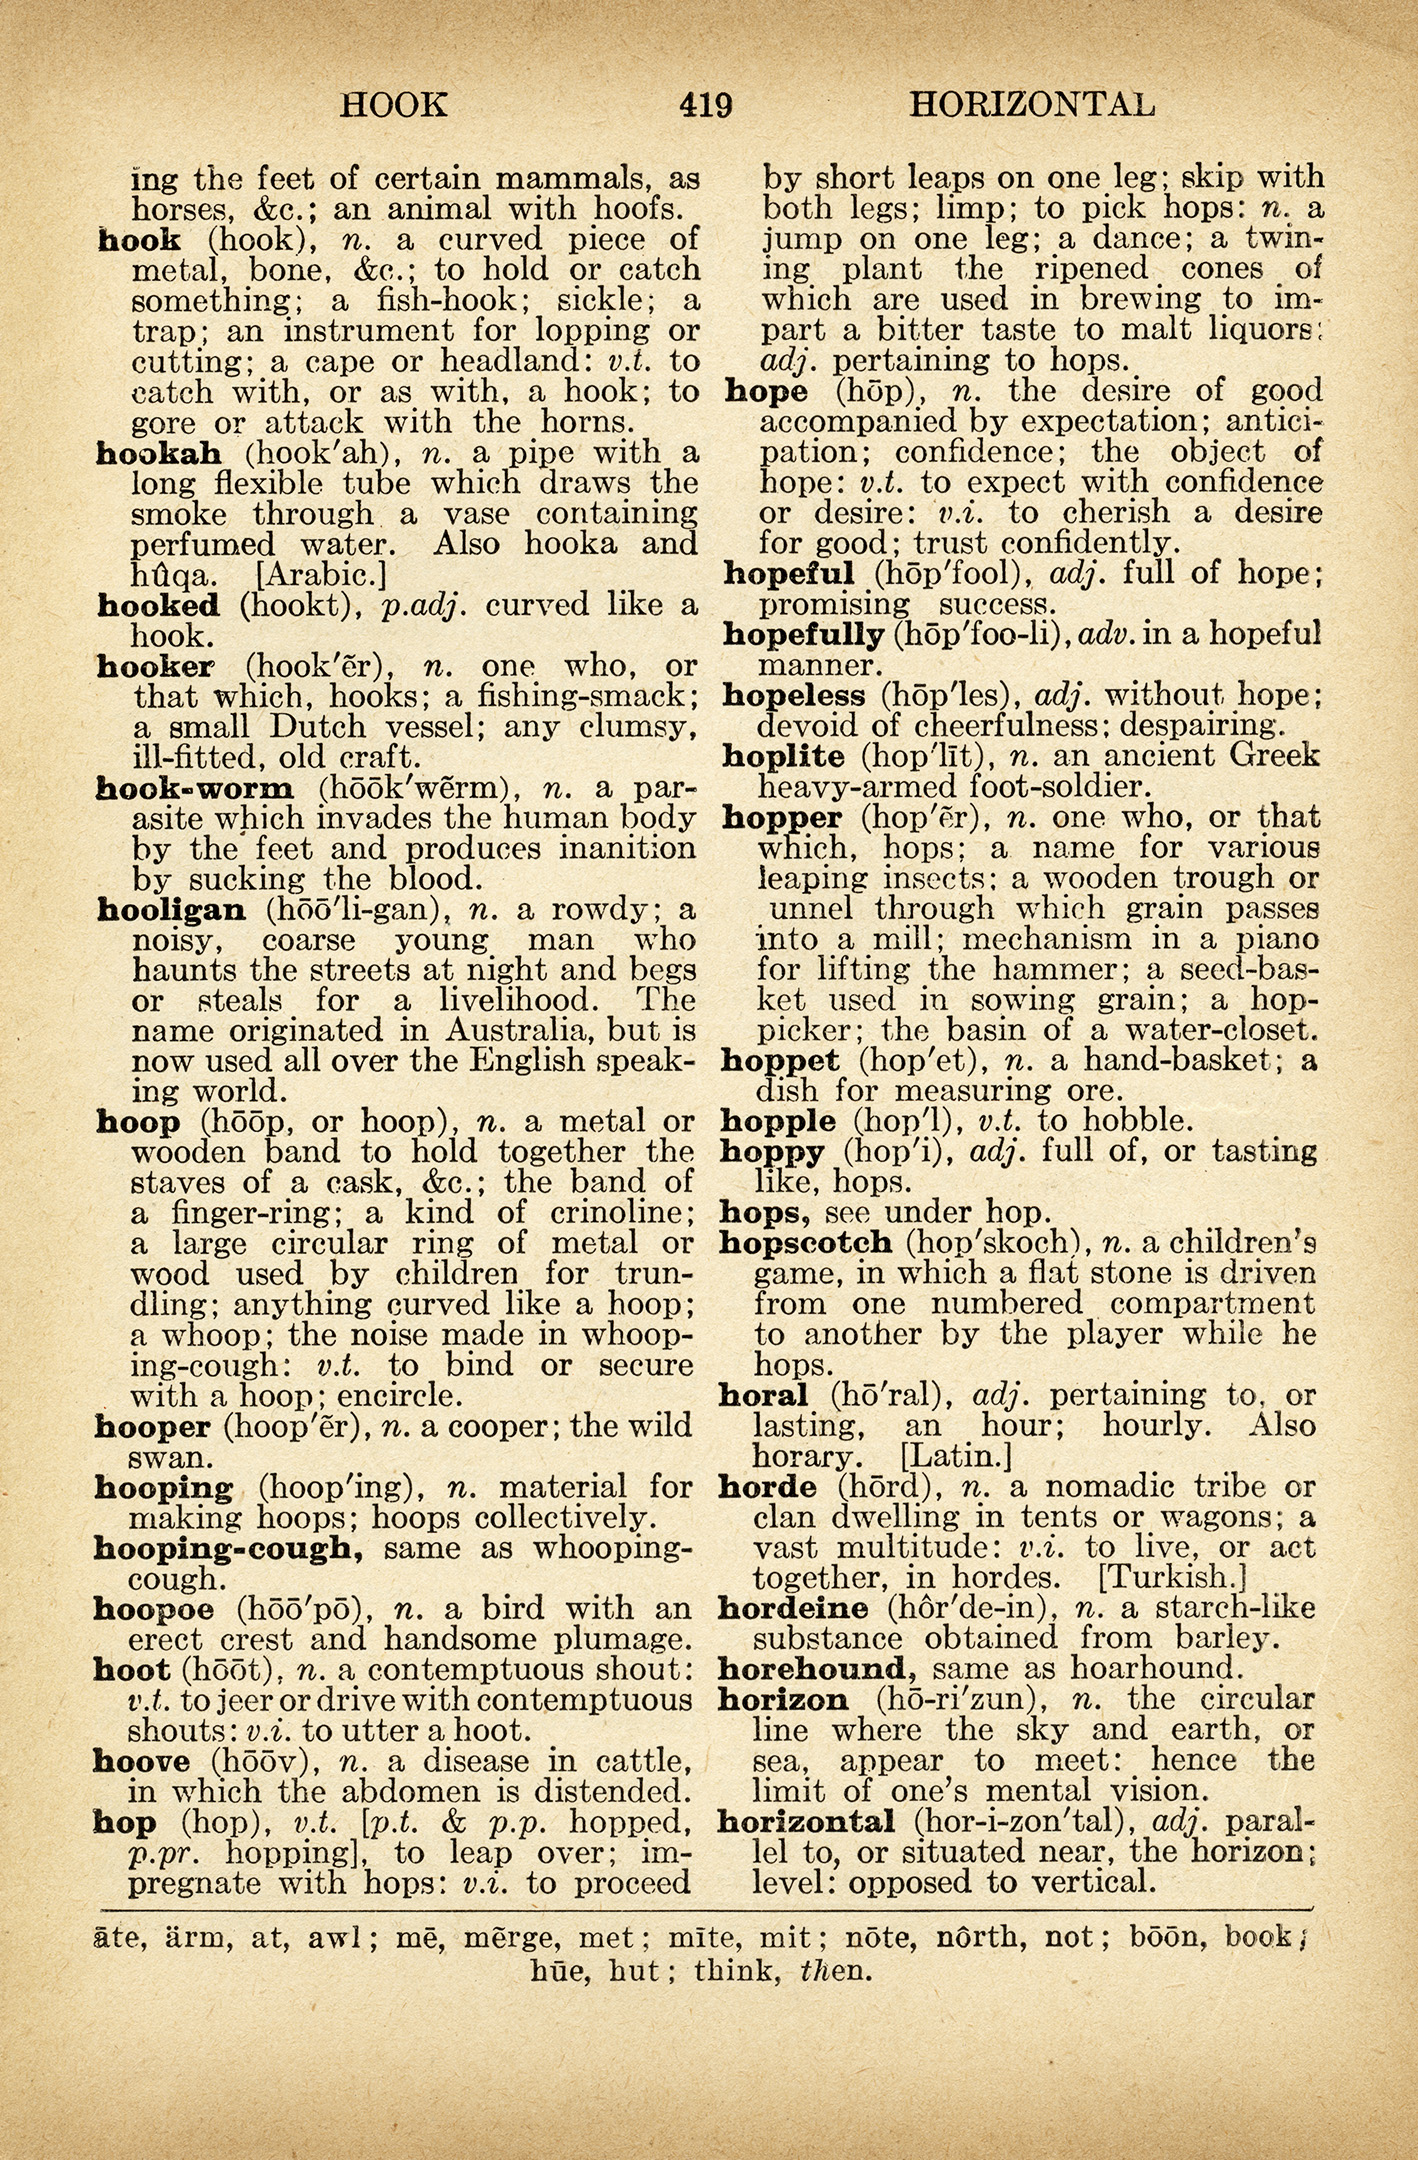 HOOK 419 HORIZONTAL
ing the feet of certain mammals, as
horses, &c.; an animal with hoofs.
hook (hook), n. a curved piece of
metal, bone, &c.; to hold or catch
something; a fish-hook; sickle; a
trap; an instrument for lopping or
cutting; a cape or headland: v.t. to
catch with, or as with, a hook; to
gore or attack with the horns.
hookah (hook'ah), n. a pipe with a
long flexible tube which draws the
smoke through a vase containing
perfumed water. Also hooka and
hûqa. [Arabic.]
hooked (hookt), p.adj. curved like a
hook.
hooker (hook'ẽr), n. one who, or
that which, hooks; a fishing-smack;
a small Dutch vessel; any clumsy,
ill-fitted, old craft.
hook-worm (hōōk'wẽrm), n. a par-
asite which invades the human body
by the feet and produces inanition
by sucking the blood.
hooligan (hōō'li-gan), n. a rowdy; a
noisy, coarse young man who
haunts the streets at night and begs
or steals for a livelihood. The
name originated in Australia, but is
now used all over the English speak-
ing world.
hoop (hōōp, or hoop), n. a metal or
wooden band to hold together the
staves of a cask, &c.; the band of
a finger-ring; a kind of crinoline;
a large circular ring of metal or
wood used by children for trun-
dling; anything curved like a hoop;
a whoop; the noise made in whoop-
ing-cough: v.t. to bind or secure
with a hoop; encircle.
hooper (hoop'ẽr), n. a cooper; the wild
swan.
hooping (hoop'ing), n. material for
making hoops; hoops collectively.
hooping-cough, same as whooping-
cough.
hoopoe (hōō'pō), n. a bird with an
erect crest and handsome plumage.
hoot (hōōt), n. a contemptuous shout:
v.t. to jeer or drive with contemptuous
shouts: v.i. to utter a hoot.
hoove (hōōv), n. a disease in cattle,
in which the abdomen is distended.
hop (hop), v.t. [p.t. & p.p. hopped,
p.pr. hopping], to leap over; im-
pregnate with hops: v.i. to proceed
by short leaps on one leg; skip with
both legs; limp; to pick hops: n. a
jump on one leg; a dance; a twin-
ing plant the ripened cones of
which are used in brewing to im-
part a bitter taste to malt liquors:
adj. pertaining to hops.
hope (hōp), n. the desire of good
accompanied by expectation; antici-
pation; confidence; the object of
hope: v.t. to expect with confidence
or desire: v.i. to cherish a desire
for good; trust confidently.
hopeful (hōp'fool), adj. full of hope;
promising success.
hopefully (hōp'foo-li), adv. in a hopeful
manner.
hopeless (hōp'les), adj. without hope;
devoid of cheerfulness; despairing.
hoplite (hop'līt), n. an ancient Greek
heavy-armed foot-soldier.
hopper (hop'ẽr), n. one who, or that
which, hops; a name for various
leaping insects; a wooden trough or
unnel through which grain passes
into a mill; mechanism in a piano
for lifting the hammer; a seed-bas-
ket used in sowing grain; a hop-
picker; the basin of a water-closet.
hoppet (hop'et), n. a hand-basket; a
dish for measuring ore.
hopple (hop'l), v.t. to hobble.
hoppy (hop'i), adj. full of, or tasting
like, hops.
hops, see under hop.
hopscotch (hop'skoch), n. a children's
game, in which a flat stone is driven
from one numbered compartment
to another by the player while he
hops.
horal (hō'ral), adj. pertaining to, or
lasting, an hour; hourly. Also
horary. [Latin.]
horde (hōrd), n. a nomadic tribe or
clan dwelling in tents or wagons; a
vast multitude: v.i. to live, or act
together, in hordes. [Turkish.]
hordeine (hôr'de-in), n. a starch-like
substance obtained from barley.
horehound, same as hoarhound.
horizon (hō-ri'zun), n. the circular
line where the sky and earth, or
sea, appear to meet: hence the
limit of one's mental vision.
horizontal (hor-i-zon'tal), adj. paral-
lel to, or situated near, the horizon;
level: opposed to vertical.
āte, ärm, at, awl; mē, mẽrge, met; mīte, mit; nōte, nôrth, not; bōōn, book;
hūe, hut; think, then.